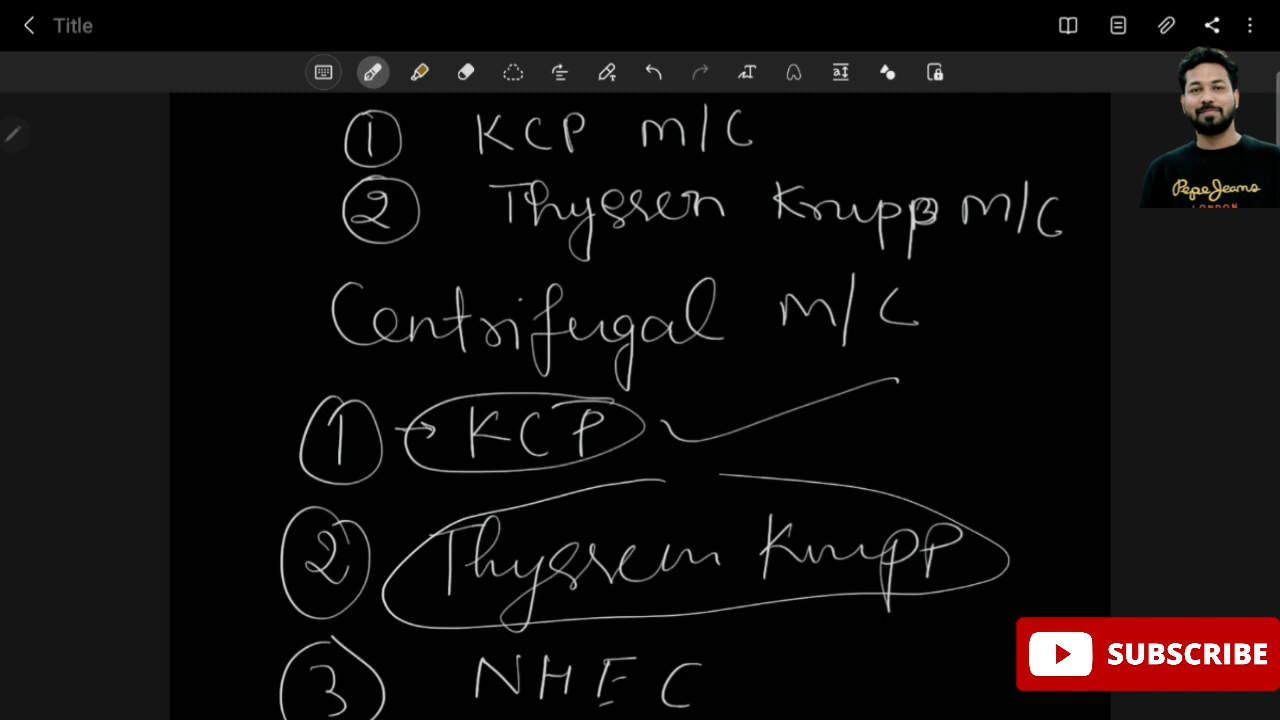 Title
① KCP M/C
② Thyssen Krupp M/C
Centrifugal M/C
① → KCP ✓
② Thyssen Krupp
③ NHEC
Pepe Jeans
LONDON
SUBSCRIBE